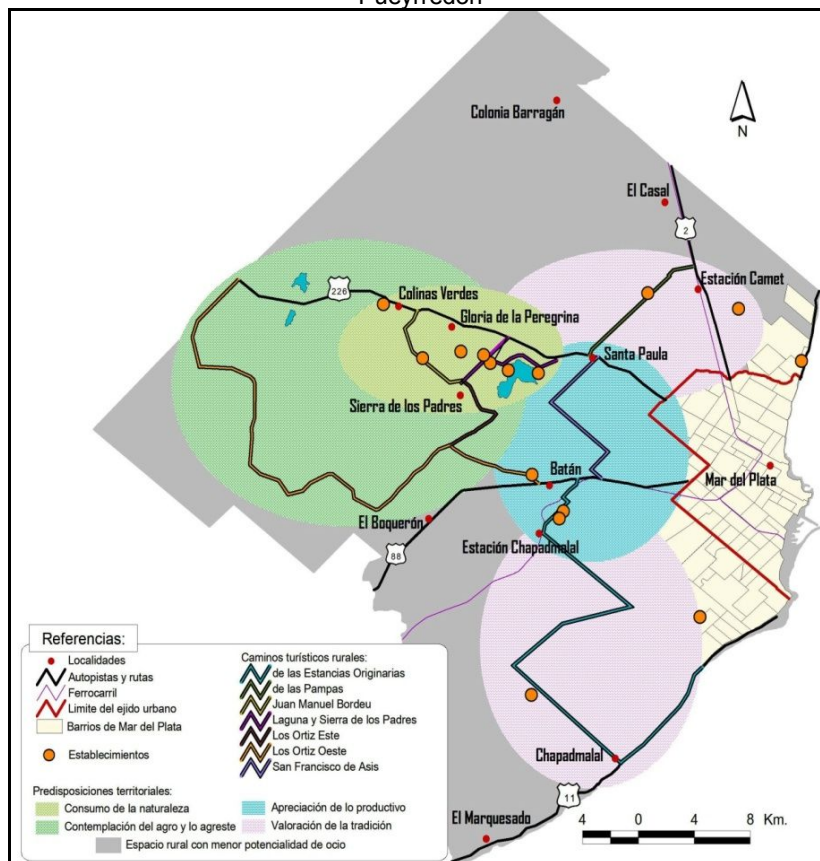 Pueyrredón
Colonia Barragán
N
El Casal
2
Estación Camet
226
Colinas Verdes
Gloria de la Peregrina
Santa Paula
Sierra de los Padres
Batán
Mar del Plata
El Boquerón
Estación Chapadmalal
88
Chapadmalal
11
El Marquesado
4 0 4 8 Km.
Referencias:
Localidades
Autopistas y rutas
Ferrocarril
Limite del ejido urbano
Barrios de Mar del Plata
Establecimientos
Caminos turísticos rurales:
de las Estancias Originarias
de las Pampas
Juan Manuel Bordeu
Laguna y Sierra de los Padres
Los Ortiz Este
Los Ortiz Oeste
San Francisco de Asis
Predisposiciones territoriales:
Consumo de la naturaleza
Contemplación del agro y lo agreste
Apreciación de lo productivo
Valoración de la tradición
Espacio rural con menor potencialidad de ocio